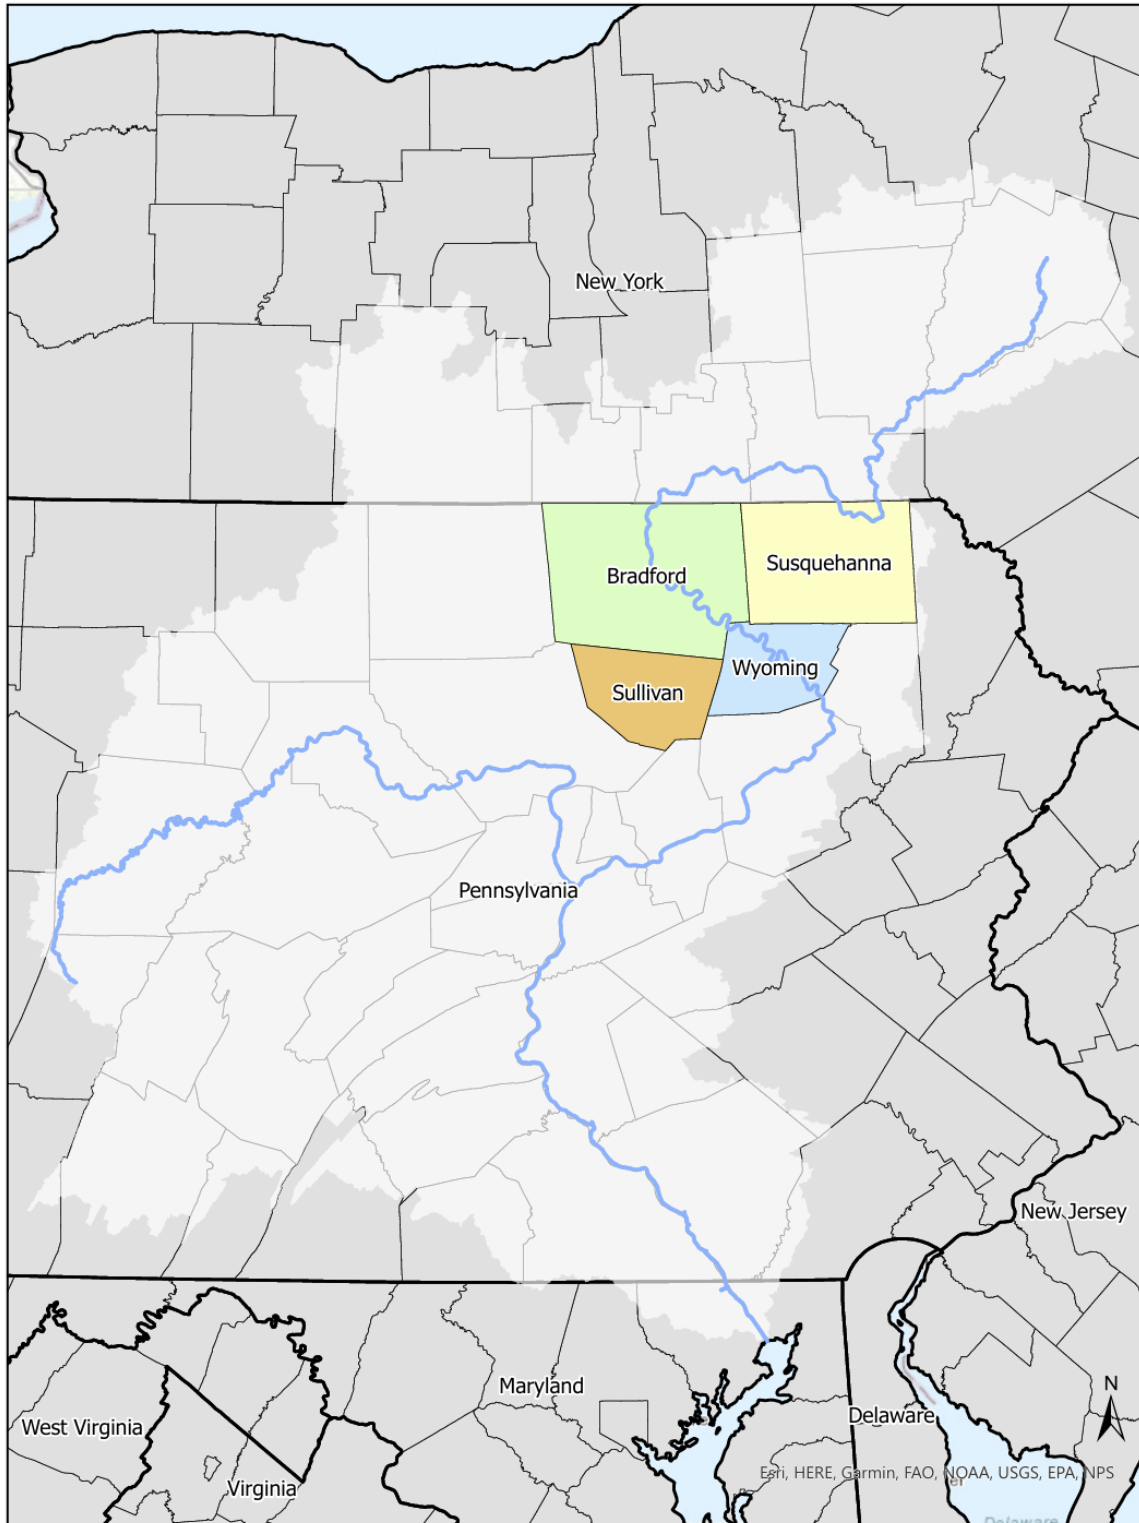 New York
Susquehanna
Bradford
Wyoming
Sullivan
Pennsylvania
New Jersey
N
Maryland
Delaware
West Virginia
Esri, HERE, Garmin, FAO, NOAA, USGS, EPA, NPS
Virginia
Delaware